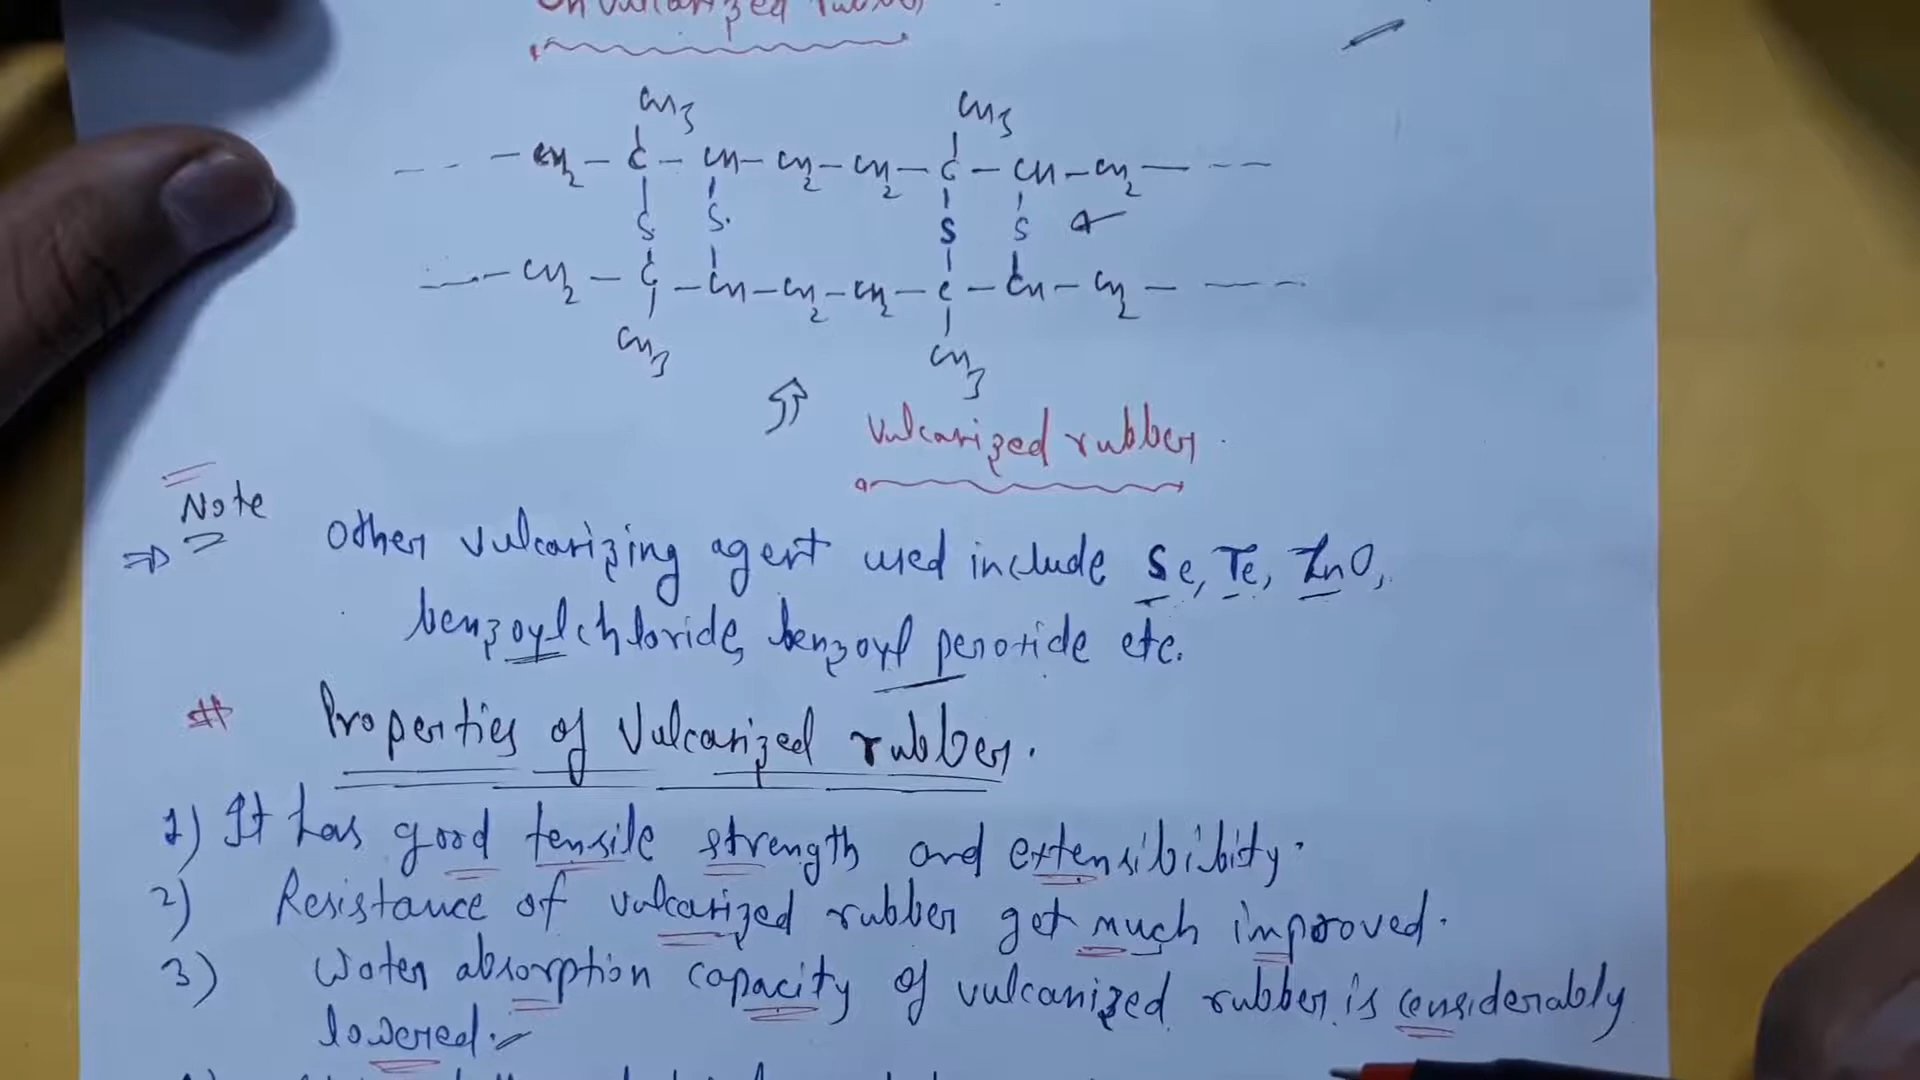 Unvulcanized rubber
CH3 CH3
--- - CH2 - C - CH - CH2 - CH2 - C - CH - CH2 - ---
S S S S
--- - CH2 - C - CH - CH2 - CH2 - C - CH - CH2 - ---
CH3 CH3
Vulcanized rubber.
Note
Other vulcanizing agent used include Se, Te, ZnO,
benzoylchloride, benzoyl peroxide etc.
# Properties of Vulcanized rubber.
1) It has good tensile strength and extensibibity.
2) Resistance of vulcanized rubber get much improved.
3) Water absorption capacity of vulcanized rubber is considerably
lowered.